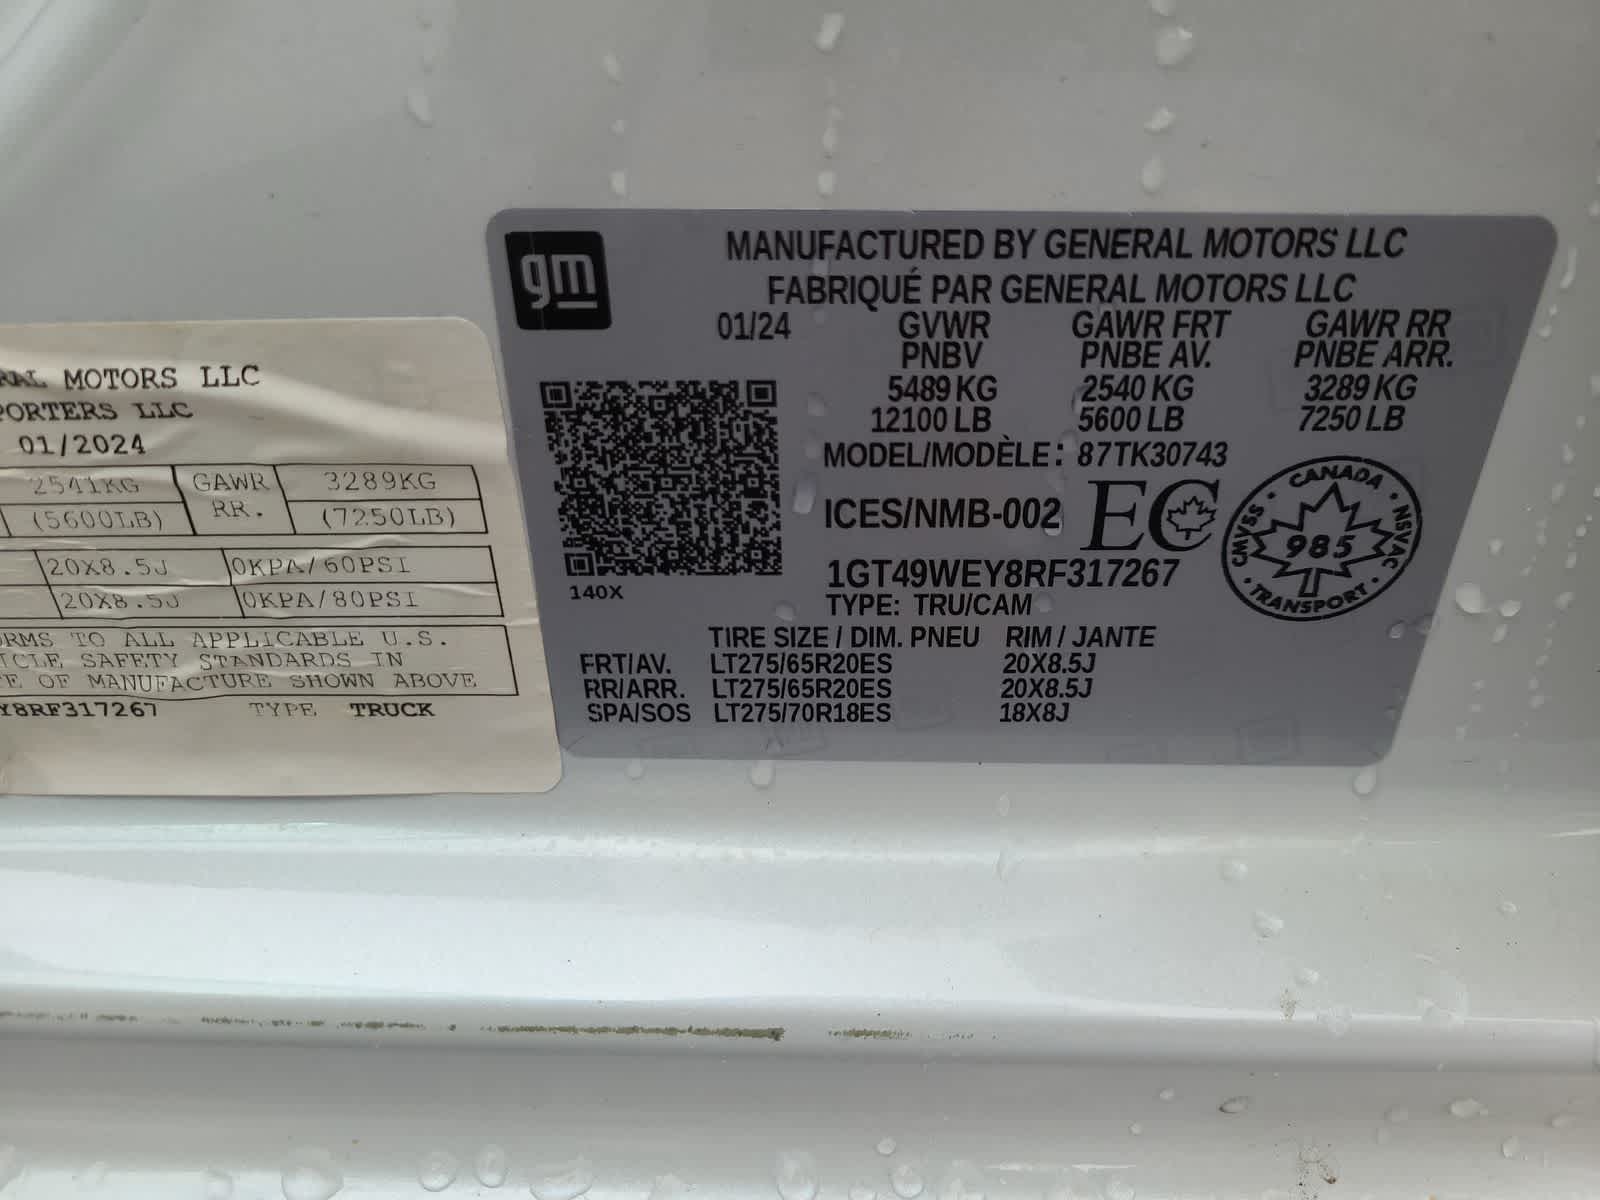 RAL MOTORS LLC
PORTERS LLC
01/2024
2541KG GAWR RR. 3289KG
(5600LB) (7250LB)
20X8.5J 0KPA/60PSI
20X8.5J 0KPA/80PSI
ORMS TO ALL APPLICABLE U.S.
ICLE SAFETY STANDARDS IN
TE OF MANUFACTURE SHOWN ABOVE
Y8RF317267 TYPE TRUCK
gm
MANUFACTURED BY GENERAL MOTORS LLC
FABRIQUÉ PAR GENERAL MOTORS LLC
01/24 GVWR GAWR FRT GAWR RR
PNBV PNBE AV. PNBE ARR.
5489 KG 2540 KG 3289 KG
12100 LB 5600 LB 7250 LB
MODEL/MODÈLE: 87TK30743
ICES/NMB-002 EC
CANADA
CMVSS 985 NSVAC
TRANSPORT
140X
1GT49WEY8RF317267
TYPE: TRU/CAM
TIRE SIZE / DIM. PNEU RIM / JANTE
FRT/AV. LT275/65R20ES 20X8.5J
RR/ARR. LT275/65R20ES 20X8.5J
SPA/SOS LT275/70R18ES 18X8J